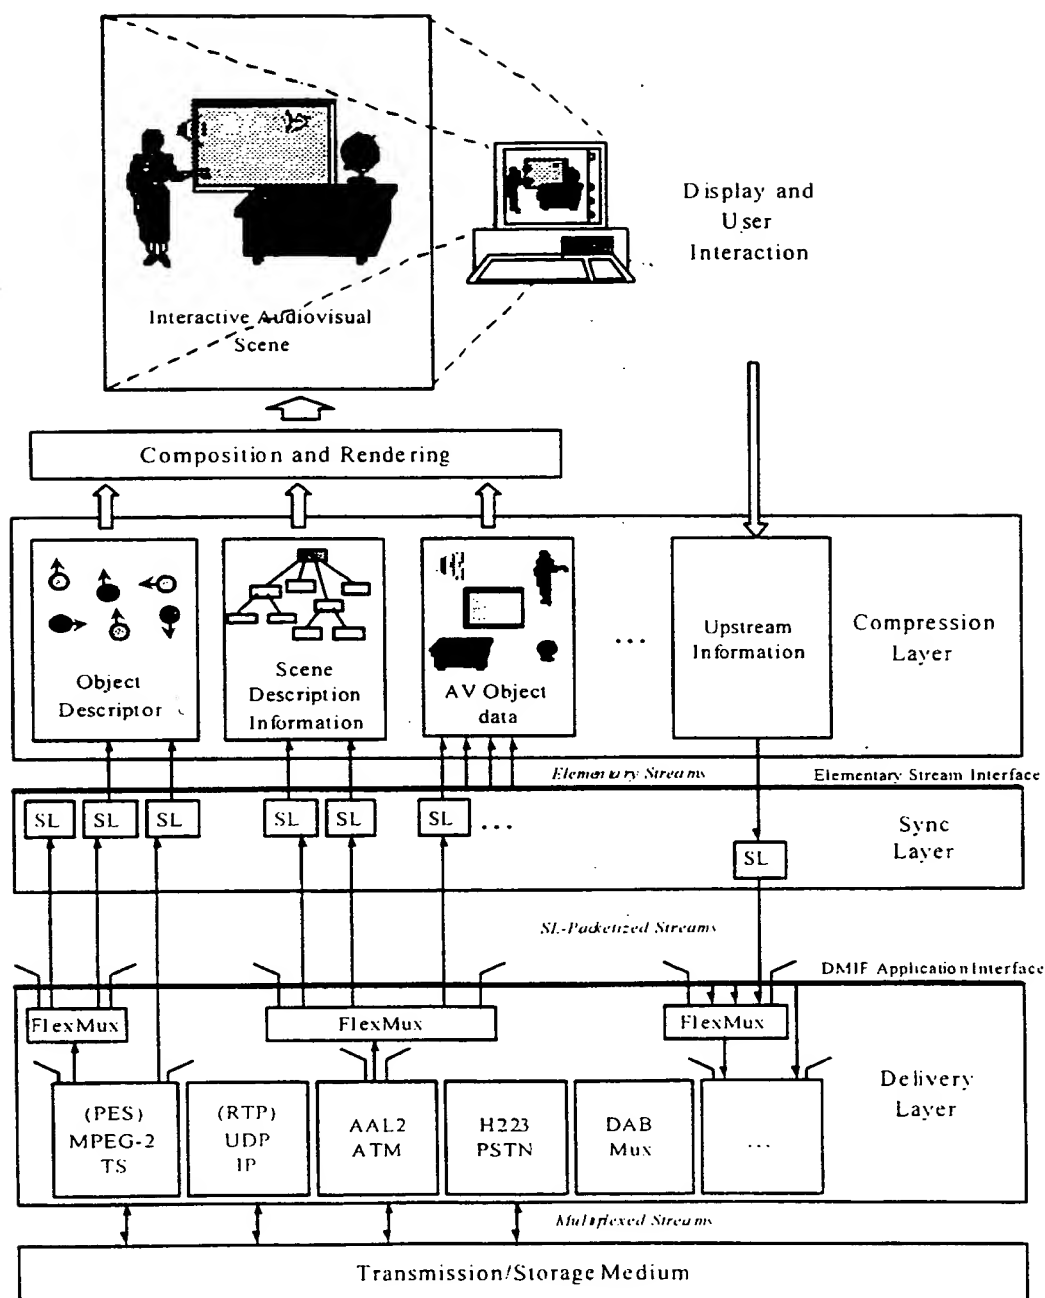 Display and
User
Interaction
Interactive Audiovisual
Scene
Composition and Rendering
Object
Descriptor
Scene
Description
Information
AV Object
data
...
Upstream
Information
Compression
Layer
Elementary Streams
Elementary Stream Interface
SL
SL
SL
SL
SL
SL
...
SL
Sync
Layer
SL-Packetized Streams
DMIF Application Interface
FlexMux
FlexMux
FlexMux
Delivery
Layer
(PES)
MPEG-2
TS
(RTP)
UDP
IP
AAL2
ATM
H223
PSTN
DAB
Mux
...
Multiplexed Streams
Transmission/Storage Medium